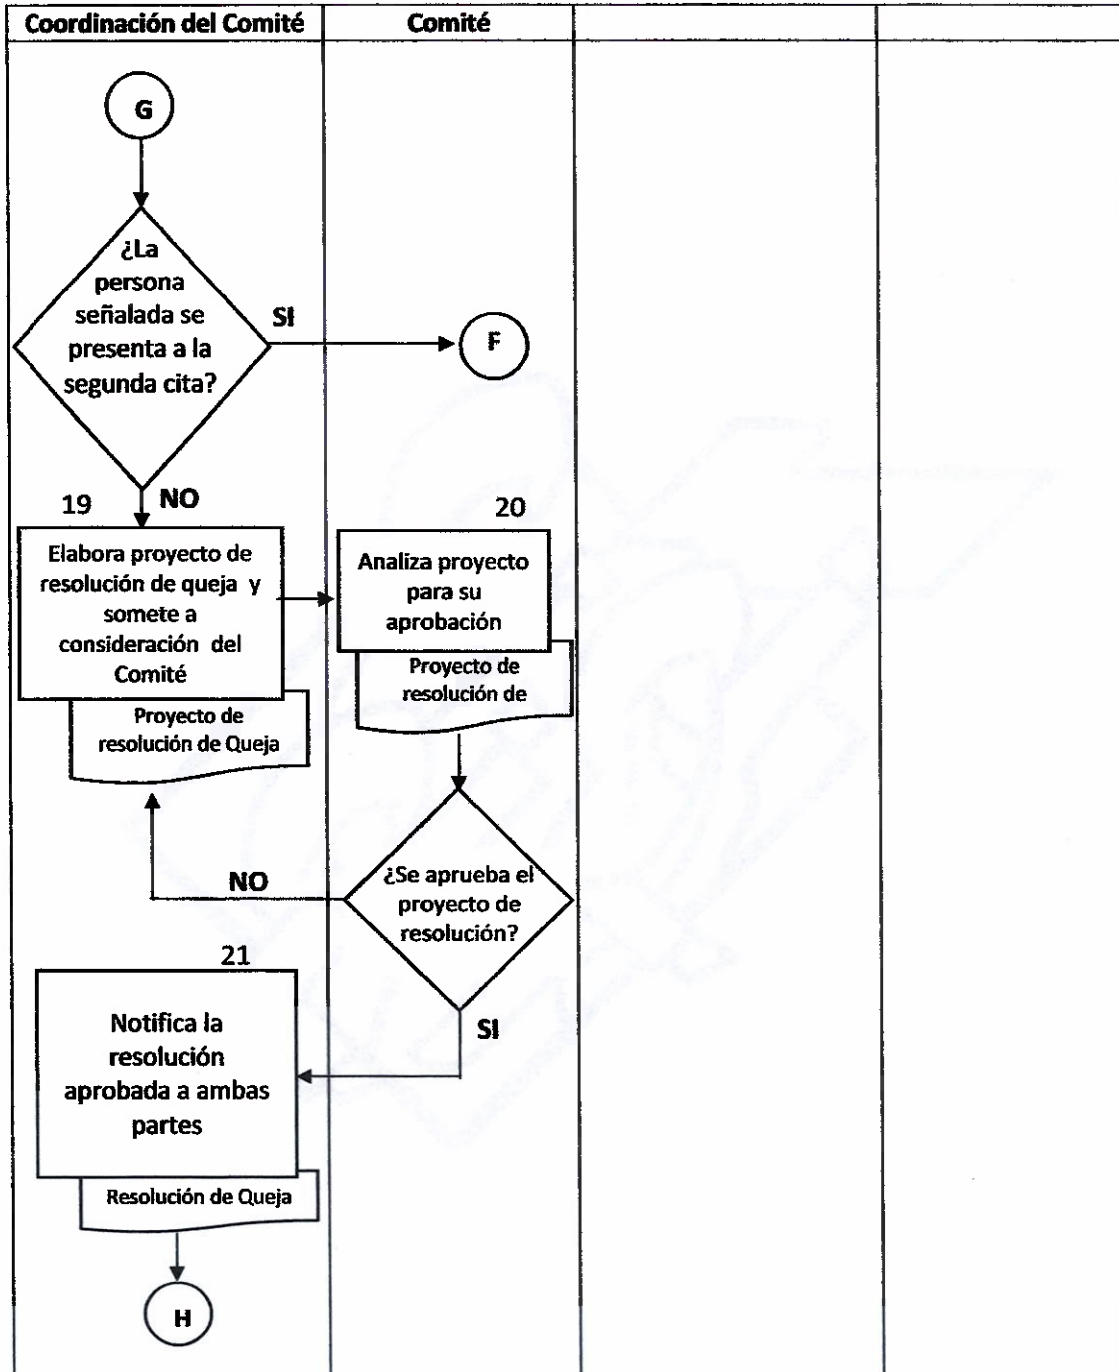 Coordinación del Comité
Comité
G
¿La
persona
señalada se
presenta a la
segunda cita?
SI
F
NO
19
Elabora proyecto de
resolución de queja y
somete a
consideración del
Comité
Proyecto de
resolución de Queja
20
Analiza proyecto
para su
aprobación
Proyecto de
resolución de
¿Se aprueba el
proyecto de
resolución?
NO
SI
21
Notifica la
resolución
aprobada a ambas
partes
Resolución de Queja
H